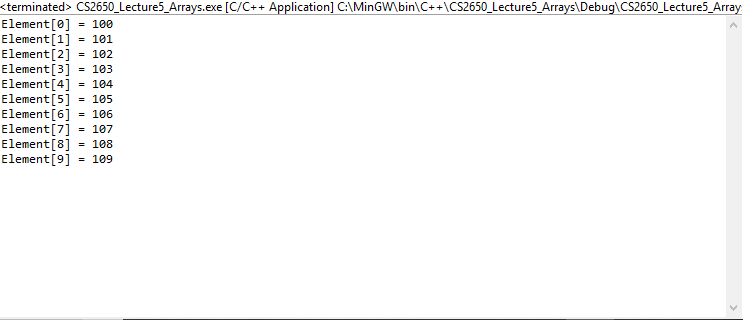 <terminated> CS2650_Lecture5_Arrays.exe [C/C++ Application] C:\MinGW\bin\C++\CS2650_Lecture5_Arrays\Debug\CS2650_Lecture5_Array
Element[0] = 100
Element[1] = 101
Element[2] = 102
Element[3] = 103
Element[4] = 104
Element[5] = 105
Element[6] = 106
Element[7] = 107
Element[8] = 108
Element[9] = 109